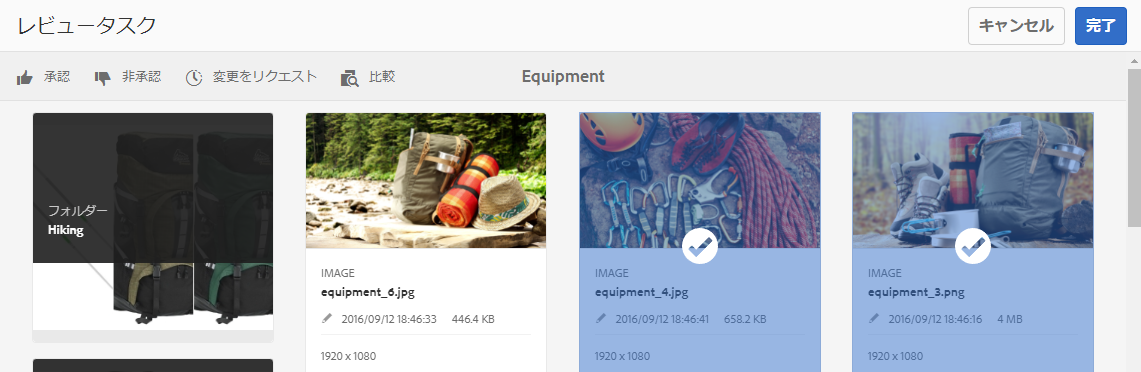 レビュータスク
キャンセル
完了
承認
非承認
変更をリクエスト
比較
Equipment
フォルダー
Hiking
IMAGE
equipment_6.jpg
2016/09/12 18:46:33 446.4 KB
1920 x 1080
IMAGE
equipment_4.jpg
2016/09/12 18:46:41 658.2 KB
1920 x 1080
IMAGE
equipment_3.png
2016/09/12 18:46:16 4 MB
1920 x 1080